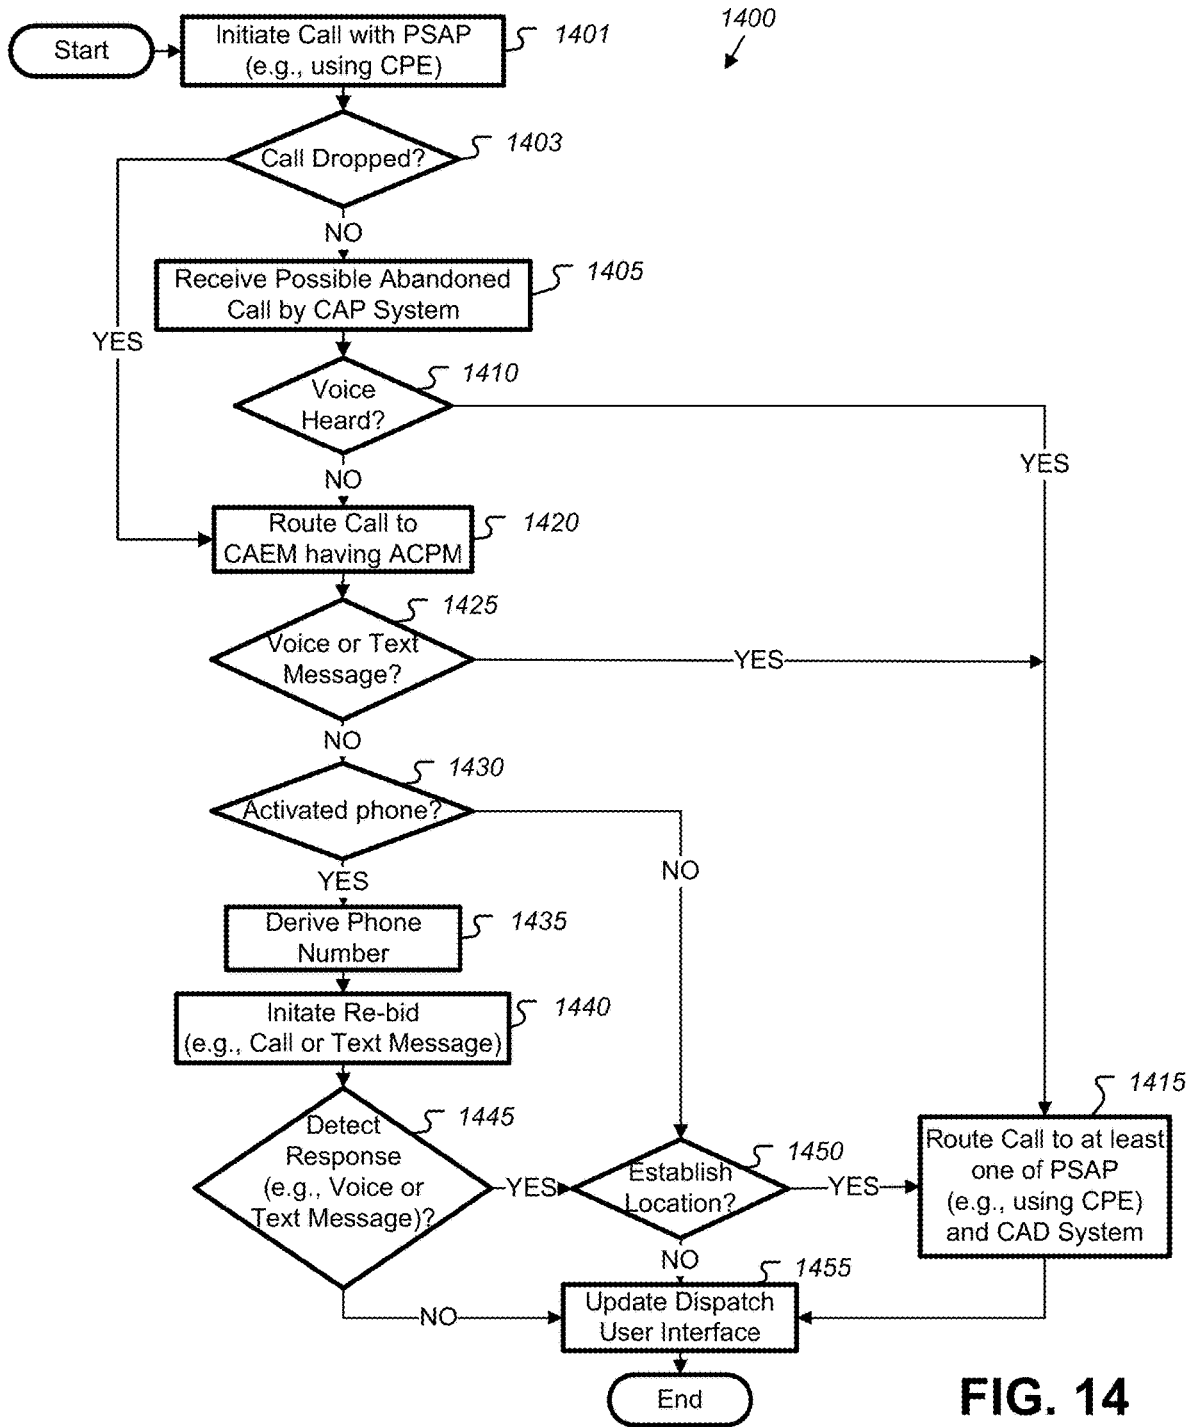 1400
Start
Initiate Call with PSAP
(e.g., using CPE)
1401
Call Dropped?
1403
NO
YES
Receive Possible Abandoned
Call by CAP System
1405
Voice
Heard?
1410
YES
NO
Route Call to
CAEM having ACPM
1420
Voice or Text
Message?
1425
YES
NO
Activated phone?
1430
NO
YES
Derive Phone
Number
1435
Initate Re-bid
(e.g., Call or Text Message)
1440
Detect
Response
(e.g., Voice or
Text Message)?
1445
YES
Establish
Location?
1450
YES
Route Call to at least
one of PSAP
(e.g., using CPE)
and CAD System
1415
NO
NO
Update Dispatch
User Interface
1455
End
FIG. 14